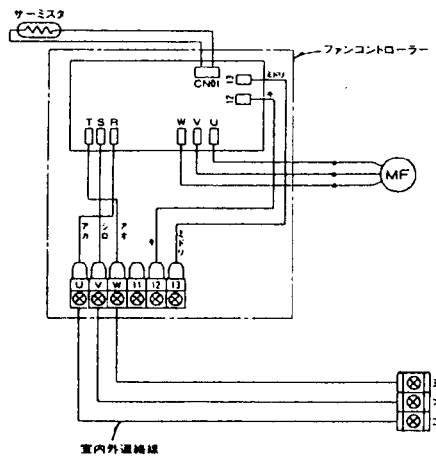 サーミスタ
ファンコントローラー
CN01
13
ミドリ
12
キ
T S R
W V U
MF
アカ
シロ
アオ
キ
ミドリ
U V W 11 12 13
室内外連絡線